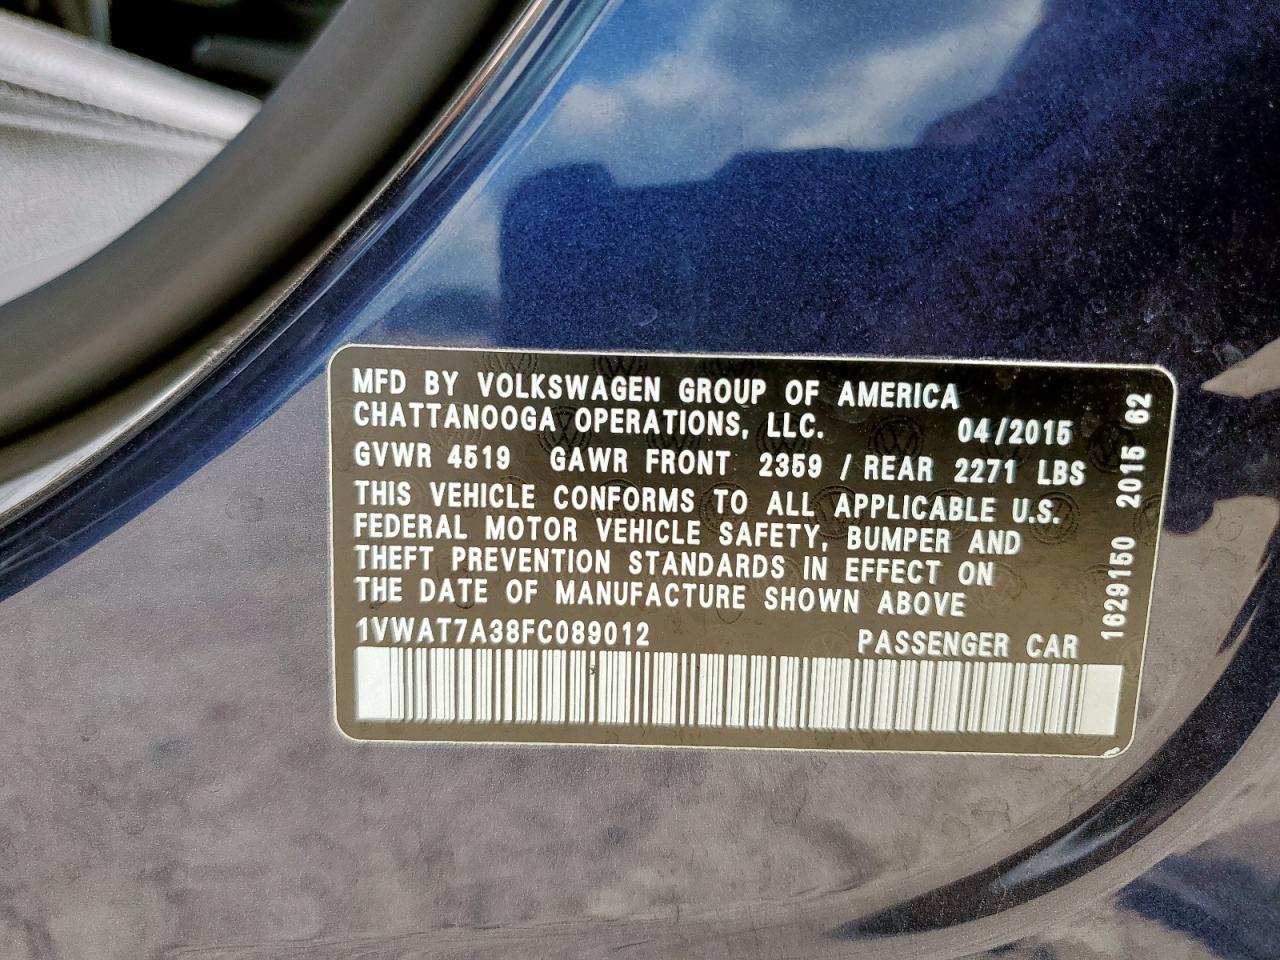 MFD BY VOLKSWAGEN GROUP OF AMERICA
CHATTANOOGA OPERATIONS, LLC. 04/2015
GVWR 4519 GAWR FRONT 2359 / REAR 2271 LBS
THIS VEHICLE CONFORMS TO ALL APPLICABLE U.S.
FEDERAL MOTOR VEHICLE SAFETY, BUMPER AND
THEFT PREVENTION STANDARDS IN EFFECT ON
THE DATE OF MANUFACTURE SHOWN ABOVE
1VWAT7A38FC089012 PASSENGER CAR
1629150 2015 62